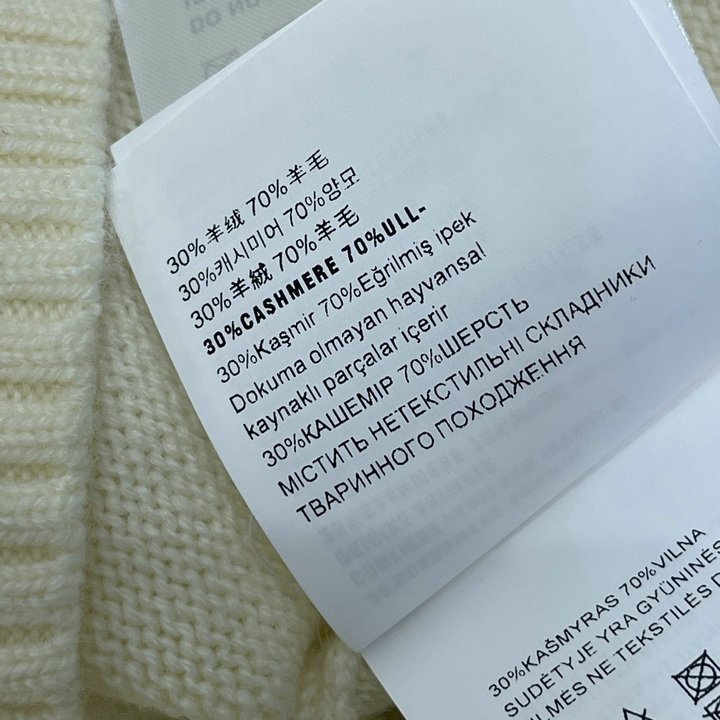 30%羊绒 70%羊毛
30%캐시미어 70%양모
30%羊絨 70%羊毛
30%CASHMERE 70%ULL-
30%Kaşmir 70%Eğrilmiş ipek
Dokuma olmayan hayvansal
kaynaklı parçalar içerir
30%КАШЕМІР 70%ШЕРСТЬ
МІСТИТЬ НЕТЕКСТИЛЬНІ СКЛАДНИКИ
ТВАРИННОГО ПОХОДЖЕННЯ
30%KAŠMYRAS 70%VILNA
SUDĖTYJE YRA GYŪNINĖS
MĖS NE TEKSTILĖS